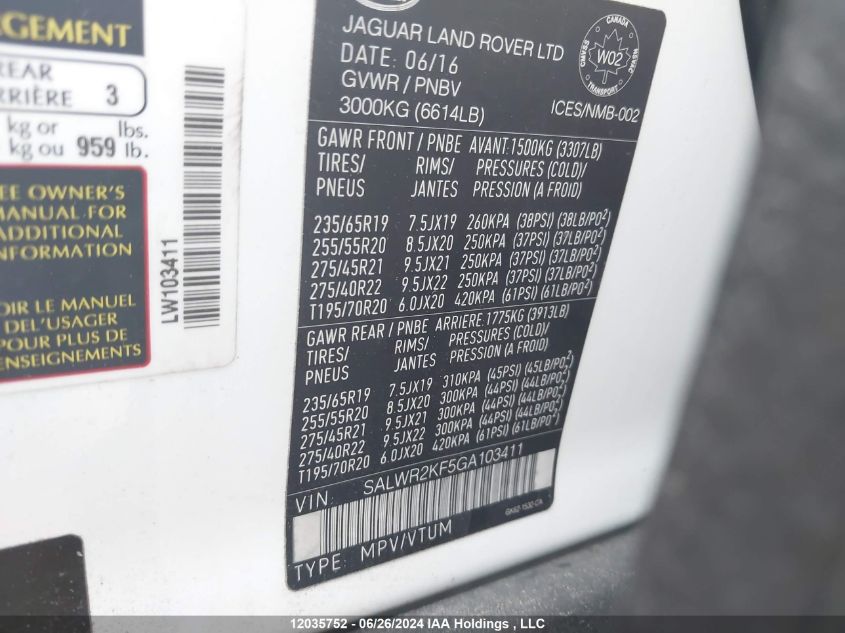 GEMENT
REAR
RRIÈRE 3
kg or lbs.
kg ou 959 lb.
EE OWNER'S
MANUAL FOR
ADDITIONAL
INFORMATION
OIR LE MANUEL
DEL'USAGER
POUR PLUS DE
ENSEIGNEMENTS
LW103411
JAGUAR LAND ROVER LTD
DATE: 06/16
GVWR / PNBV
3000KG (6614LB)
CANADA
W02
TRANSPORT
ICES/NMB-002
GAWR FRONT / PNBE AVANT:1500KG (3307LB)
TIRES/ RIMS/ PRESSURES (COLD)/
PNEUS JANTES PRESSION (A FROID)
235/65R19 7.5JX19 260KPA (38PSI) (38LB/PO²)
255/55R20 8.5JX20 250KPA (37PSI) (37LB/PO²)
275/45R21 9.5JX21 250KPA (37PSI) (37LB/PO²)
275/40R22 9.5JX22 250KPA (37PSI) (37LB/PO²)
T195/70R20 6.0JX20 420KPA (61PSI) (61LB/PO²)
GAWR REAR / PNBE ARRIERE:1775KG (3913LB)
TIRES/ RIMS/ PRESSURES (COLD)/
PNEUS JANTES PRESSION (A FROID)
235/65R19 7.5JX19 310KPA (45PSI) (45LB/PO²)
255/55R20 8.5JX20 300KPA (44PSI) (44LB/PO²)
275/45R21 9.5JX21 300KPA (44PSI) (44LB/PO²)
275/40R22 9.5JX22 300KPA (44PSI) (44LB/PO²)
T195/70R20 6.0JX20 420KPA (61PSI) (61LB/PO²)
VIN: SALWR2KF5GA103411
TYPE: MPV/VTUM
12035752 - 06/26/2024 IAA Holdings , LLC